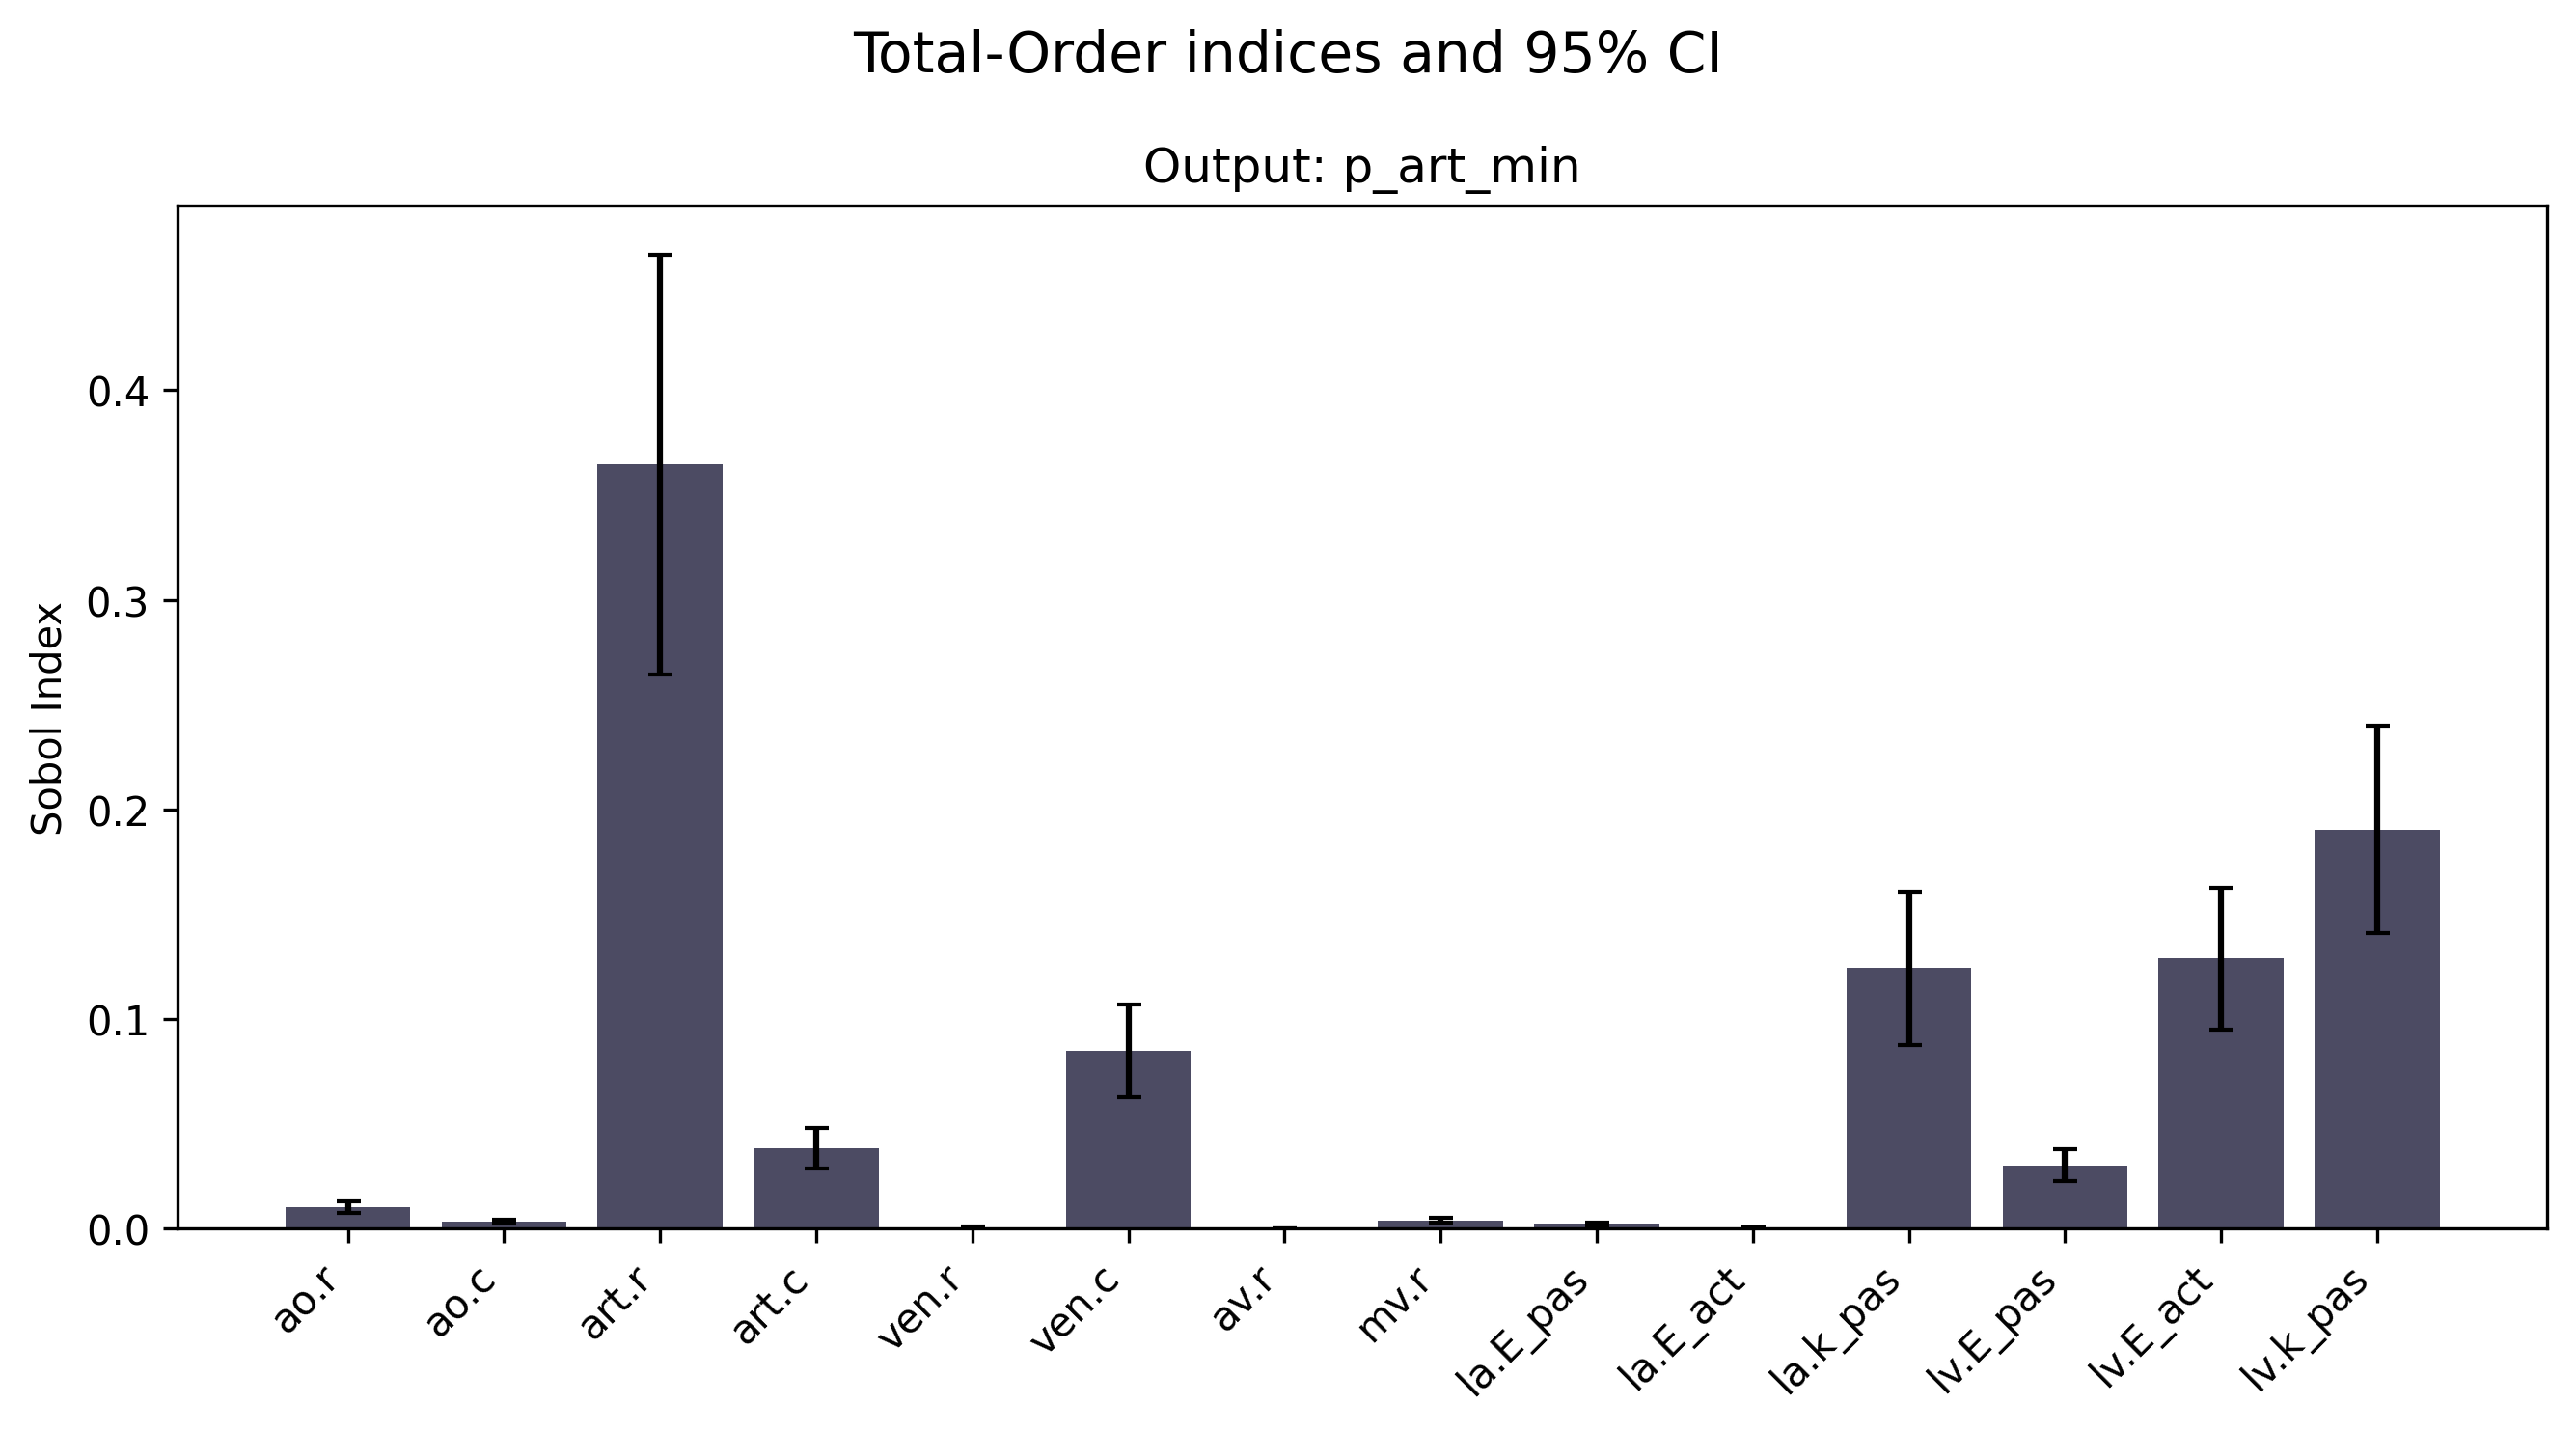 Total-Order indices and 95% CI
Output: p_art_min
Sobol Index
0.4
0.3
0.2
0.1
0.0
ao.r
ao.c
art.r
art.c
ven.r
ven.c
av.r
mv.r
la.E_pas
la.E_act
la.k_pas
lv.E_pas
lv.E_act
lv.k_pas